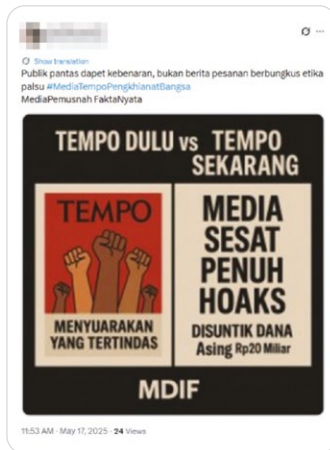 Show translation
Publik pantas dapet kebenaran, bukan berita pesanan berbungkus etika
palsu #MediaTempoPengkhianatBangsa
MediaPemusnah FaktaNyata
TEMPO DULU vs TEMPO
SEKARANG
TEMPO
MENYUARAKAN
YANG TERTINDAS
MEDIA
SESAT
PENUH
HOAKS
DISUNTIK DANA
Asing Rp20 Miliar
MDIF
11:53 AM · May 17, 2025 · 24 Views